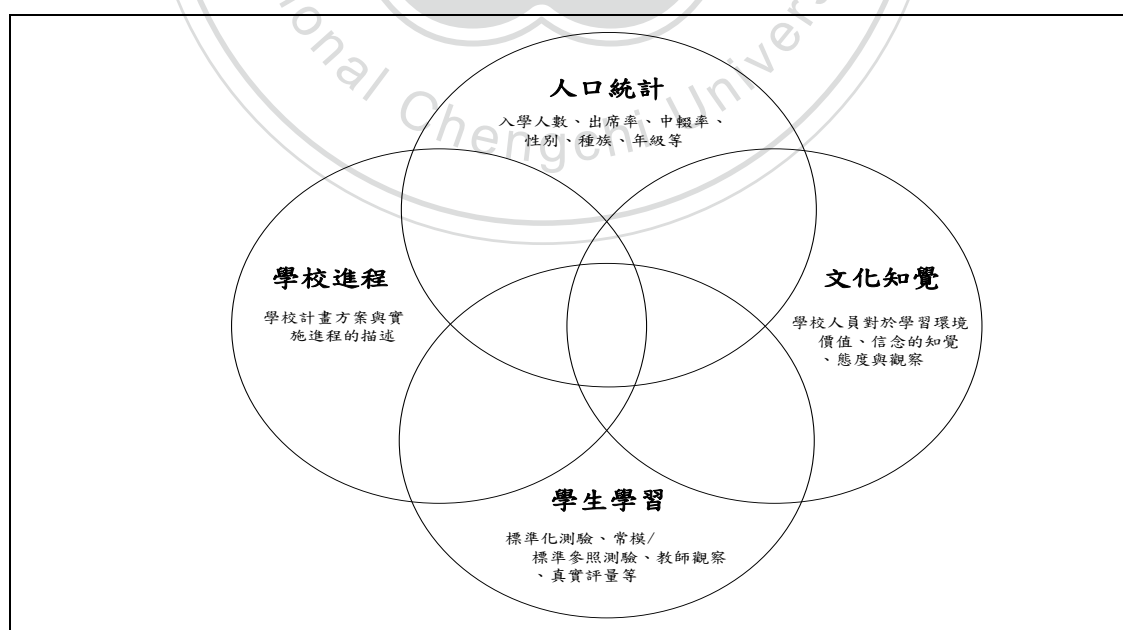 ional Chengchi Univer
人口統計
入學人數、出席率、中輟率、
性別、種族、年級等
學校進程
學校計畫方案與實
施進程的描述
文化知覺
學校人員對於學習環境
價值、信念的知覺
、態度與觀察
學生學習
標準化測驗、常模/
標準參照測驗、教師觀察
、真實評量等